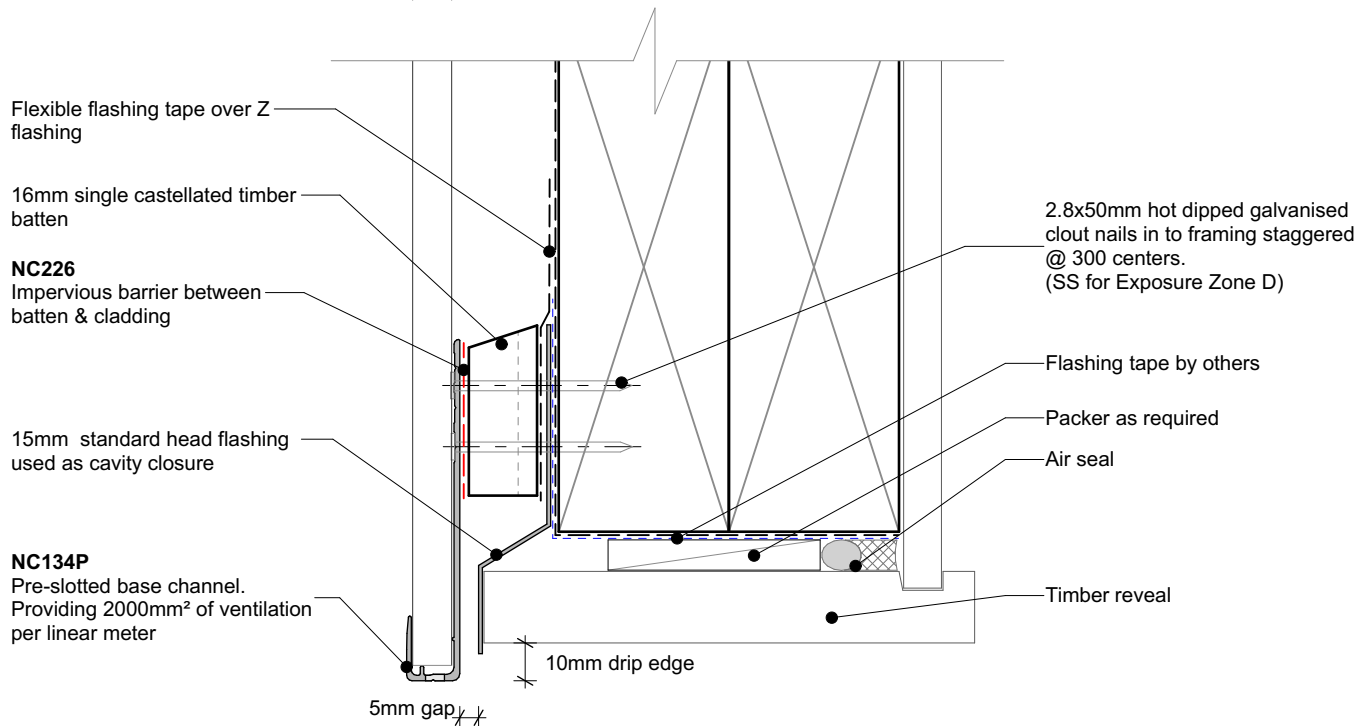 Flexible flashing tape over Z
flashing
16mm single castellated timber
batten
NC226
Impervious barrier between
batten & cladding
15mm  standard head flashing
used as cavity closure
NC134P
Pre-slotted base channel.
Providing 2000mm² of ventilation
per linear meter
5mm gap
10mm drip edge
2.8x50mm hot dipped galvanised
clout nails in to framing staggered
@ 300 centers.
(SS for Exposure Zone D)
Flashing tape by others
Packer as required
Air seal
Timber reveal